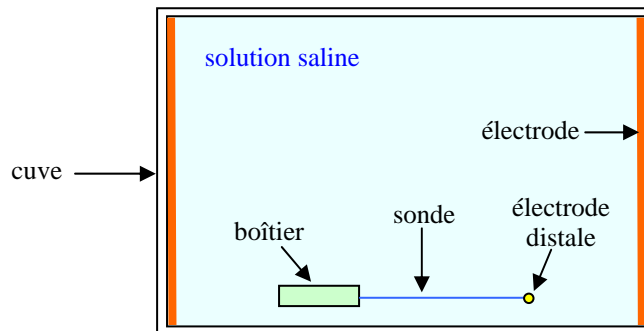 solution saline
électrode
cuve
boîtier
sonde
électrode
distale